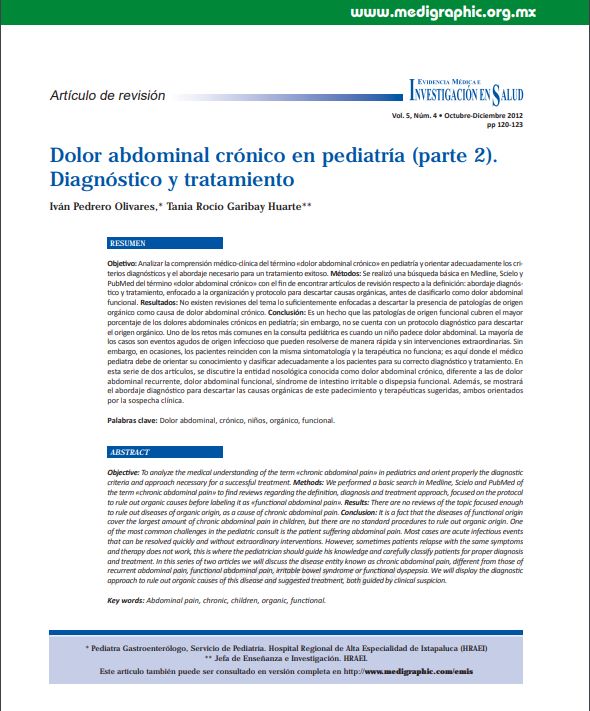 www.medigraphic.org.mx
Artículo de revisión
Evidencia Médica e
Investigación en Salud
Vol. 5, Núm. 4 • Octubre-Diciembre 2012
pp 120-123
Dolor abdominal crónico en pediatría (parte 2).
Diagnóstico y tratamiento
Iván Pedrero Olivares,* Tania Rocío Garibay Huarte**
RESUMEN
Objetivo: Analizar la comprensión médico-clínica del término «dolor abdominal crónico» en pediatría y orientar adecuadamente los cri-
terios diagnósticos y el abordaje necesario para un tratamiento exitoso. Métodos: Se realizó una búsqueda básica en Medline, Scielo y
PubMed del término «dolor abdominal crónico» con el fin de encontrar artículos de revisión respecto a la definición: abordaje diagnós-
tico y tratamiento, enfocado a la organización y protocolo para descartar causas orgánicas, antes de clasificarlo como dolor abdominal
funcional. Resultados: No existen revisiones del tema lo suficientemente enfocadas a descartar la presencia de patologías de origen
orgánico como causa de dolor abdominal crónico. Conclusión: Es un hecho que las patologías de origen funcional cubren el mayor
porcentaje de los dolores abdominales crónicos en pediatría; sin embargo, no se cuenta con un protocolo diagnóstico para descartar
el origen orgánico. Uno de los retos más comunes en la consulta pediátrica es cuando un niño padece dolor abdominal. La mayoría de
los casos son eventos agudos de origen infeccioso que pueden resolverse de manera rápida y sin intervenciones extraordinarias. Sin
embargo, en ocasiones, los pacientes reinciden con la misma sintomatología y la terapéutica no funciona; es aquí donde el médico
pediatra debe de orientar su conocimiento y clasificar adecuadamente a los pacientes para su correcto diagnóstico y tratamiento. En
esta serie de dos artículos, se discutire la entidad nosológica conocida como dolor abdominal crónico, diferente a las de dolor
abdominal recurrente, dolor abdominal funcional, síndrome de intestino irritable o dispepsia funcional. Además, se mostrará
el abordaje diagnóstico para descartar las causas orgánicas de este padecimiento y terapéuticas sugeridas, ambos orientados
por la sospecha clínica.
Palabras clave: Dolor abdominal, crónico, niños, orgánico, funcional.
ABSTRACT
Objective: To analyze the medical understanding of the term «chronic abdominal pain» in pediatrics and orient properly the diagnostic
criteria and approach necessary for a successful treatment. Methods: We performed a basic search in Medline, Scielo and PubMed of
the term «chronic abdominal pain» to find reviews regarding the definition, diagnosis and treatment approach, focused on the protocol
to rule out organic causes before labeling it as «functional abdominal pain». Results: There are no reviews of the topic focused enough
to rule out diseases of organic origin, as a cause of chronic abdominal pain. Conclusion: It is a fact that the diseases of functional origin
cover the largest amount of chronic abdominal pain in children, but there are no standard procedures to rule out organic origin. One
of the most common challenges in the pediatric consult is the patient suffering abdominal pain. Most cases are acute infectious events
that can be resolved quickly and without extraordinary interventions. However, sometimes patients relapse with the same symptoms
and therapy does not work, this is where the pediatrician should guide his knowledge and carefully classify patients for proper diagnosis
and treatment. In this series of two articles we will discuss the disease entity known as chronic abdominal pain, different from those of
recurrent abdominal pain, functional abdominal pain, irritable bowel syndrome or functional dyspepsia. We will display the diagnostic
approach to rule out organic causes of this disease and suggested treatment, both guided by clinical suspicion.
Key words: Abdominal pain, chronic, children, organic, functional.
* Pediatra Gastroenterólogo, Servicio de Pediatría. Hospital Regional de Alta Especialidad de Ixtapaluca (HRAEI)
** Jefa de Enseñanza e Investigación. HRAEI.
Este artículo también puede ser consultado en versión completa en http://www.medigraphic.com/emis